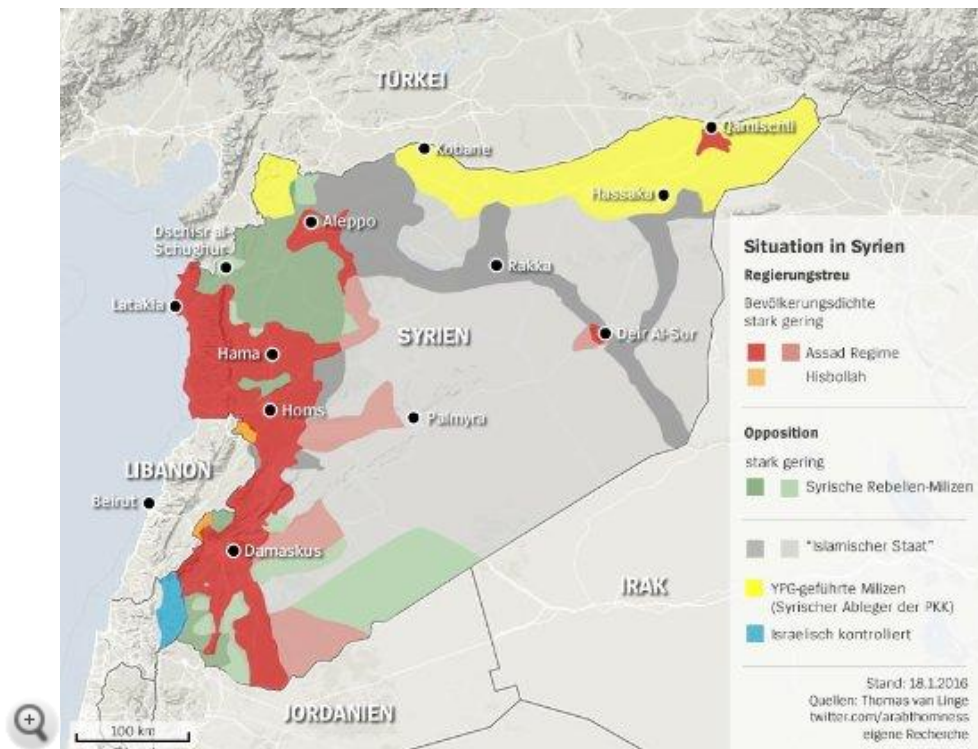 TÜRKEI
Kobane
Qamischli
Hassaka
Aleppo
Dschisr al-
Schughur
Rakka
Latakia
SYRIEN
Deir Al-Sor
Hama
Homs
Palmyra
LIBANON
Beirut
Damaskus
IRAK
JORDANIEN
100 km
Situation in Syrien
Regierungstreu
Bevölkerungsdichte
stark gering
Assad Regime
Hisbollah
Opposition
stark gering
Syrische Rebellen-Milizen
"Islamischer Staat"
YPG-geführte Milizen
(Syrischer Ableger der PKK)
Israelisch kontrolliert
Stand: 18.1.2016
Quellen: Thomas van Linge
twitter.com/arabthomness
eigene Recherche